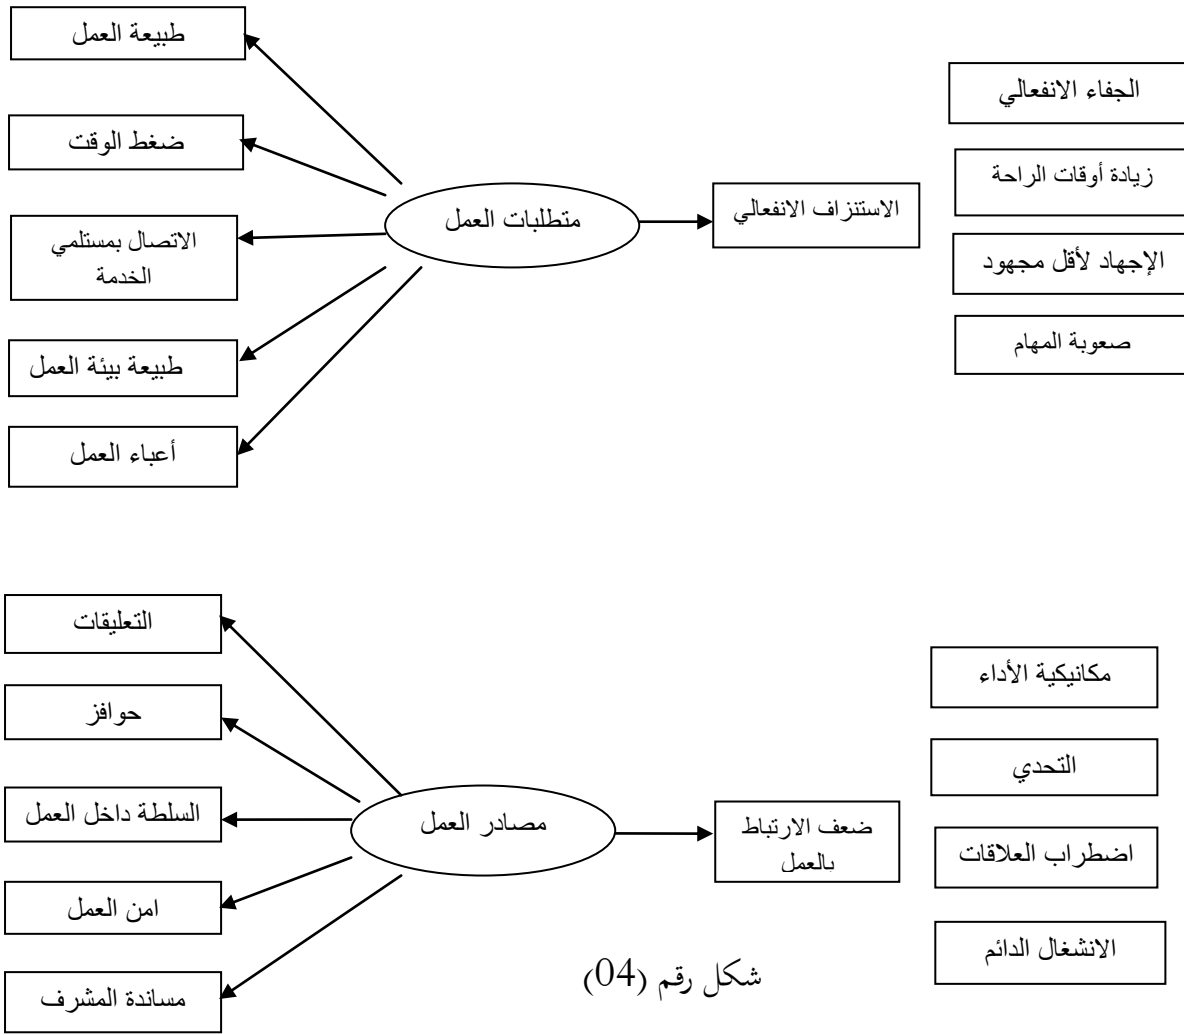 طبيعة العمل
ضغط الوقت
الاتصال بمستلمي
الخدمة
طبيعة بيئة العمل
أعباء العمل
متطلبات العمل
الاستنزاف الانفعالي
الجفاء الانفعالي
زيادة أوقات الراحة
الإجهاد لأقل مجهود
صعوبة المهام
التعليقات
حوافز
السلطة داخل العمل
امن العمل
مساندة المشرف
مصادر العمل
ضعف الارتباط
بالعمل
مكانيكية الأداء
التحدي
اضطراب العلاقات
الانشغال الدائم
شكل رقم (04)